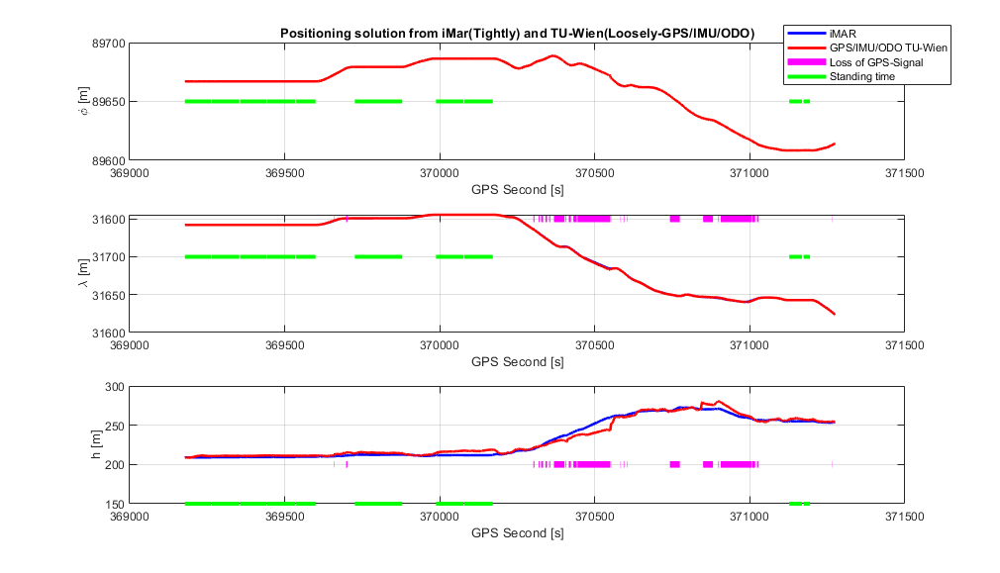 Positioning solution from iMar(Tightly) and TU-Wien(Loosely-GPS/IMU/ODO)
iMAR
GPS/IMU/ODO TU-Wien
Loss of GPS-Signal
Standing time
89700
89650
89600
ϕ [m]
369000 369500 370000 370500 371000 371500
GPS Second [s]
31600
31700
31650
31600
λ [m]
369000 369500 370000 370500 371000 371500
GPS Second [s]
300
250
200
150
h [m]
369000 369500 370000 370500 371000 371500
GPS Second [s]